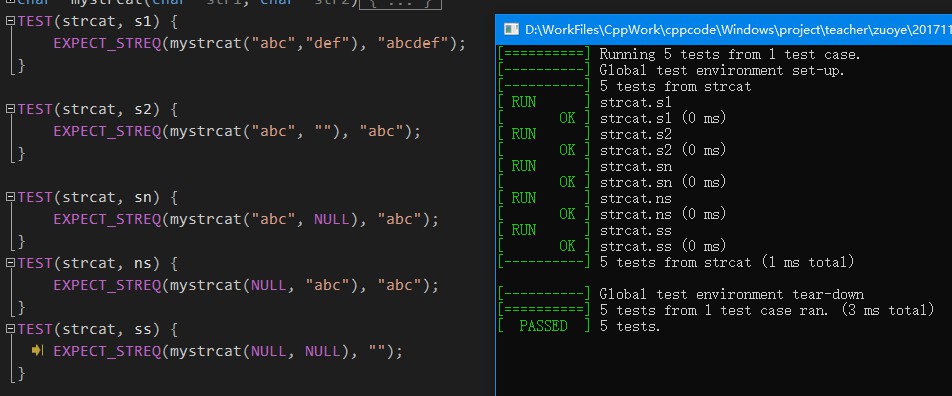 char* mystrcat(char* str1, char* str2){ ... }
TEST(strcat, s1) {
EXPECT_STREQ(mystrcat("abc","def"), "abcdef");
}
TEST(strcat, s2) {
EXPECT_STREQ(mystrcat("abc", ""), "abc");
}
TEST(strcat, sn) {
EXPECT_STREQ(mystrcat("abc", NULL), "abc");
}
TEST(strcat, ns) {
EXPECT_STREQ(mystrcat(NULL, "abc"), "abc");
}
TEST(strcat, ss) {
EXPECT_STREQ(mystrcat(NULL, NULL), "");
}
D:\WorkFiles\CppWork\cppcode\Windows\project\teacher\zuoye\201711
[==========] Running 5 tests from 1 test case.
[----------] Global test environment set-up.
[----------] 5 tests from strcat
[ RUN      ] strcat.s1
[       OK ] strcat.s1 (0 ms)
[ RUN      ] strcat.s2
[       OK ] strcat.s2 (0 ms)
[ RUN      ] strcat.sn
[       OK ] strcat.sn (0 ms)
[ RUN      ] strcat.ns
[       OK ] strcat.ns (0 ms)
[ RUN      ] strcat.ss
[       OK ] strcat.ss (0 ms)
[----------] 5 tests from strcat (1 ms total)
[----------] Global test environment tear-down
[==========] 5 tests from 1 test case ran. (3 ms total)
[  PASSED  ] 5 tests.